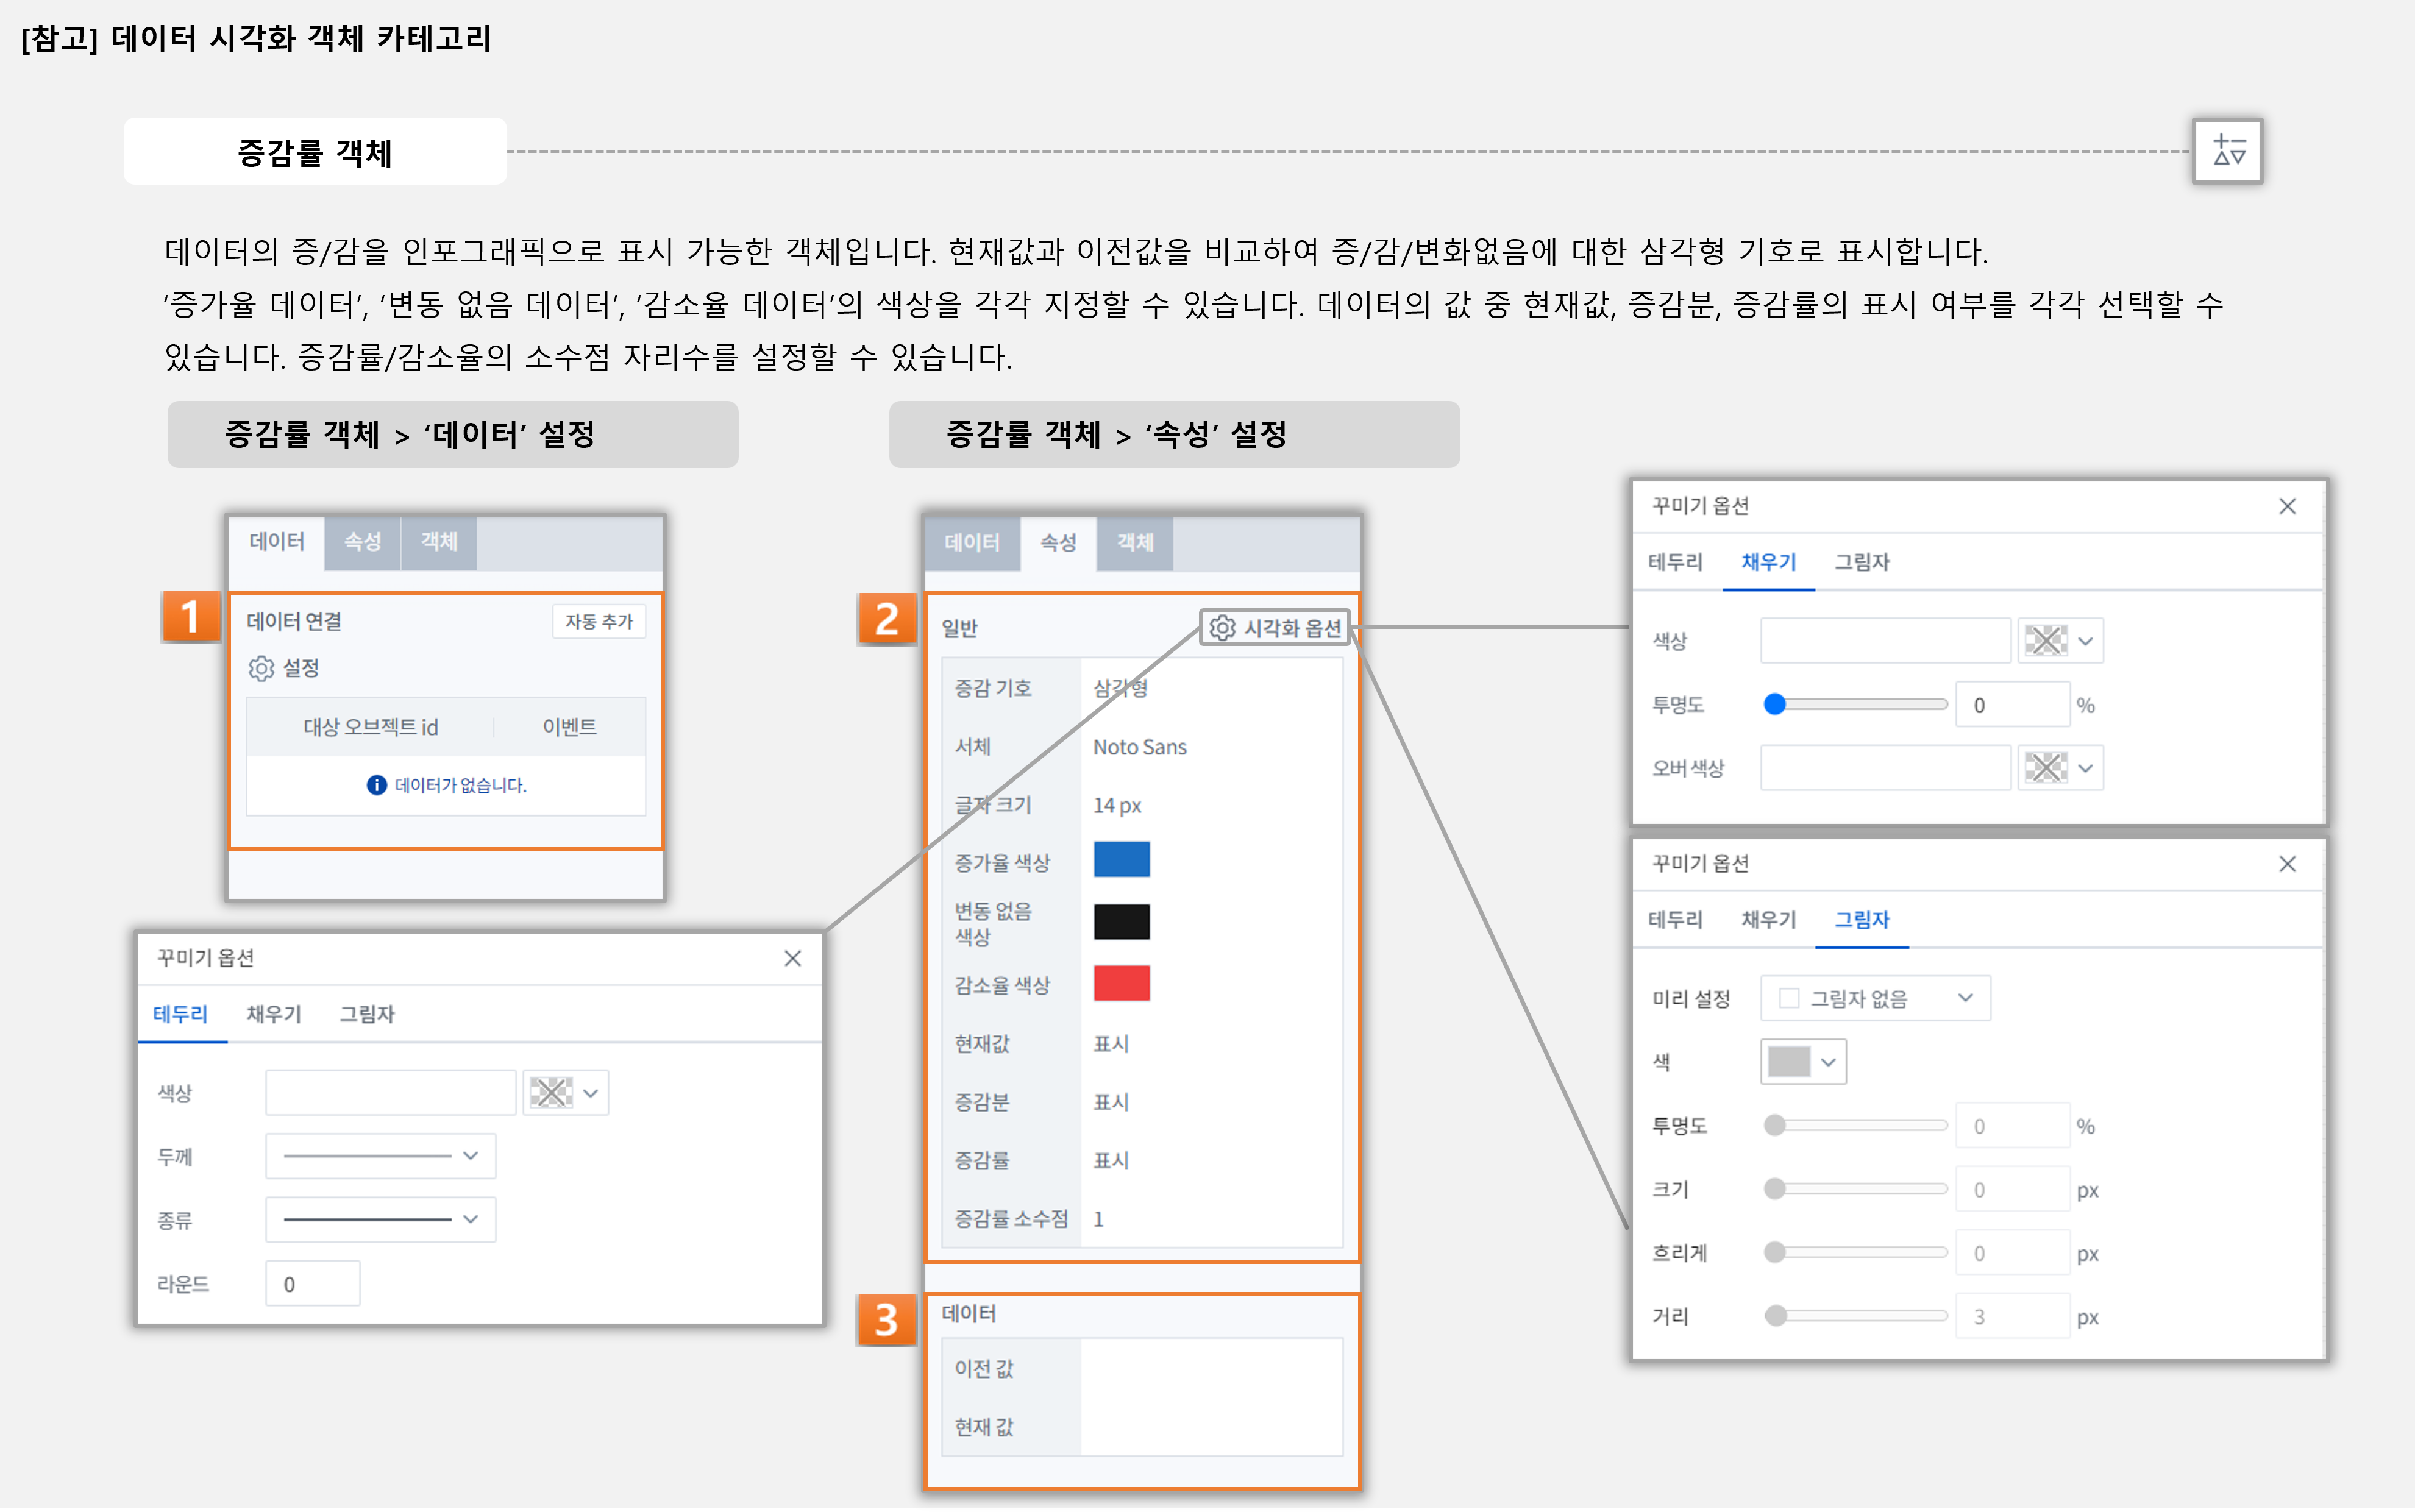 [참고] 데이터 시각화 객체 카테고리
증감률 객체
데이터의 증/감을 인포그래픽으로 표시 가능한 객체입니다. 현재값과 이전값을 비교하여 증/감/변화없음에 대한 삼각형 기호로 표시합니다.
‘증가율 데이터’, ‘변동 없음 데이터’, ‘감소율 데이터’의 색상을 각각 지정할 수 있습니다. 데이터의 값 중 현재값, 증감분, 증감률의 표시 여부를 각각 선택할 수
있습니다. 증감률/감소율의 소수점 자리수를 설정할 수 있습니다.
증감률 객체 > ‘데이터’ 설정
데이터 속성 객체
1
데이터 연결 자동 추가
설정
대상 오브젝트 id 이벤트
데이터가 없습니다.
꾸미기 옵션
테두리 채우기 그림자
색상
두께
종류
라운드 0
증감률 객체 > ‘속성’ 설정
데이터 속성 객체
2
일반 시각화 옵션
증감 기호 삼각형
서체 Noto Sans
글자 크기 14 px
증가율 색상
변동 없음
색상
감소율 색상
현재값 표시
증감분 표시
증감률 표시
증감률 소수점 1
3
데이터
이전 값
현재 값
꾸미기 옵션
테두리 채우기 그림자
색상
투명도 0 %
오버 색상
꾸미기 옵션
테두리 채우기 그림자
미리 설정 그림자 없음
색
투명도 0 %
크기 0 px
흐리게 0 px
거리 3 px